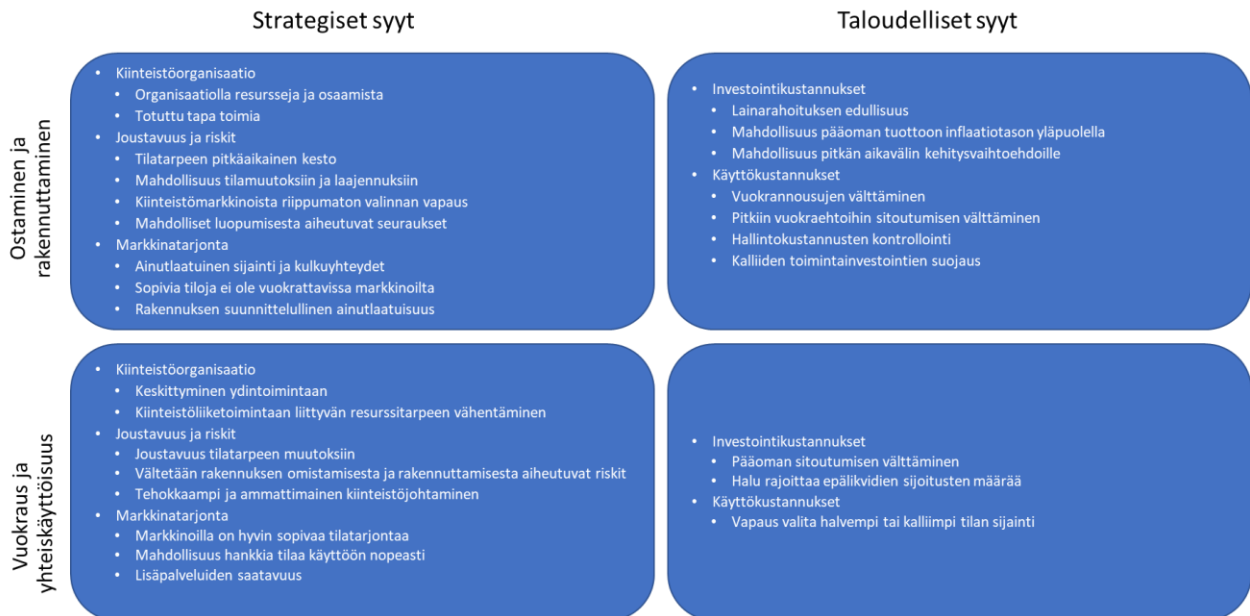 Strategiset syyt
Taloudelliset syyt
Ostaminen ja
rakennuttaminen
• Kiinteistöorganisaatio
• Organisaatiolla resursseja ja osaamista
• Totuttu tapa toimia
• Joustavuus ja riskit
• Tilatarpeen pitkäaikainen kesto
• Mahdollisuus tilamuutoksiin ja laajennuksiin
• Kiinteistömarkkinoista riippumaton valinnan vapaus
• Mahdolliset luopumisesta aiheutuvat seuraukset
• Markkinatarjonta
• Ainutlaatuinen sijainti ja kulkuyhteydet
• Sopivia tiloja ei ole vuokrattavissa markkinoilta
• Rakennuksen suunnittelullinen ainutlaatuisuus
• Investointikustannukset
• Lainarahoituksen edullisuus
• Mahdollisuus pääoman tuottoon inflaatiotason yläpuolella
• Mahdollisuus pitkän aikavälin kehitysvaihtoehdoille
• Käyttökustannukset
• Vuokrannousujen välttäminen
• Pitkiin vuokraehtoihin sitoutumisen välttäminen
• Hallintokustannusten kontrollointi
• Kalliiden toimintainvestointien suojaus
Vuokraus ja
yhteiskäyttöisuus
• Kiinteistöorganisaatio
• Keskittyminen ydintoimintaan
• Kiinteistöliiketoimintaan liittyvän resurssitarpeen vähentäminen
• Joustavuus ja riskit
• Joustavuus tilatarpeen muutoksiin
• Vältetään rakennuksen omistamisesta ja rakennuttamisesta aiheutuvat riskit
• Tehokkaampi ja ammattimainen kiinteistöjohtaminen
• Markkinatarjonta
• Markkinoilla on hyvin sopivaa tilatarjontaa
• Mahdollisuus hankkia tilaa käyttöön nopeasti
• Lisäpalveluiden saatavuus
• Investointikustannukset
• Pääoman sitoutumisen välttäminen
• Halu rajoittaa epälikvidien sijoitusten määrää
• Käyttökustannukset
• Vapaus valita halvempi tai kalliimpi tilan sijainti